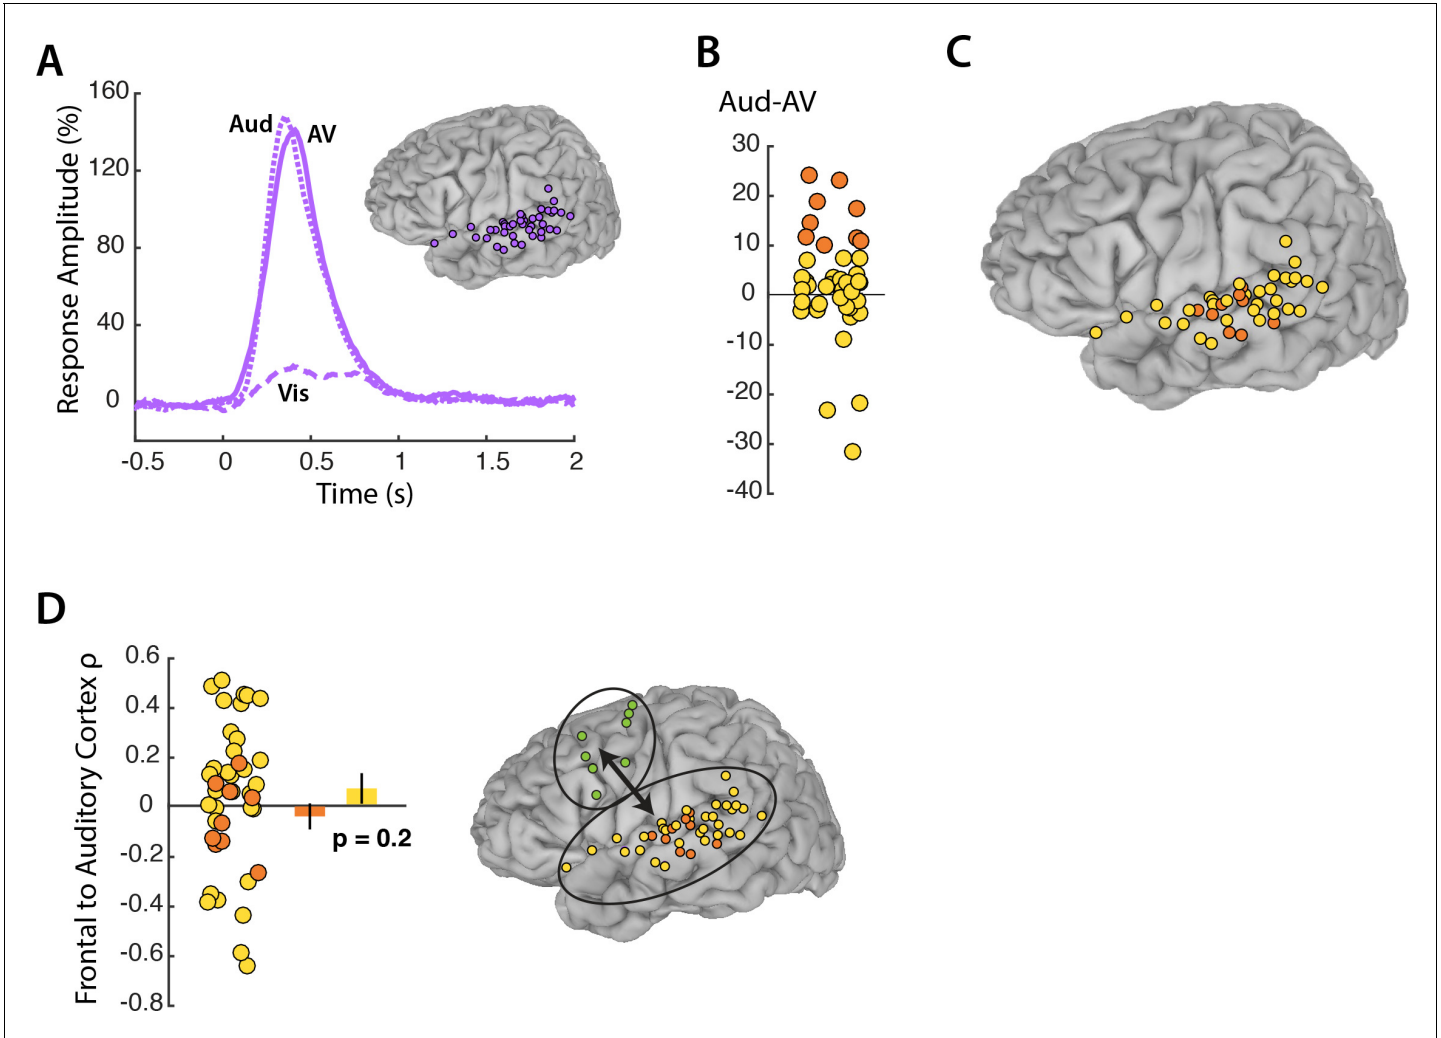 A
B
C
Aud-AV
Response Amplitude (%)
160
120
80
40
0
Aud
AV
Vis
-0.5
0
0.5
1
1.5
2
Time (s)
30
20
10
0
-10
-20
-30
-40
D
Frontal to Auditory Cortex ρ
0.6
0.4
0.2
0
-0.2
-0.4
-0.6
-0.8
p = 0.2